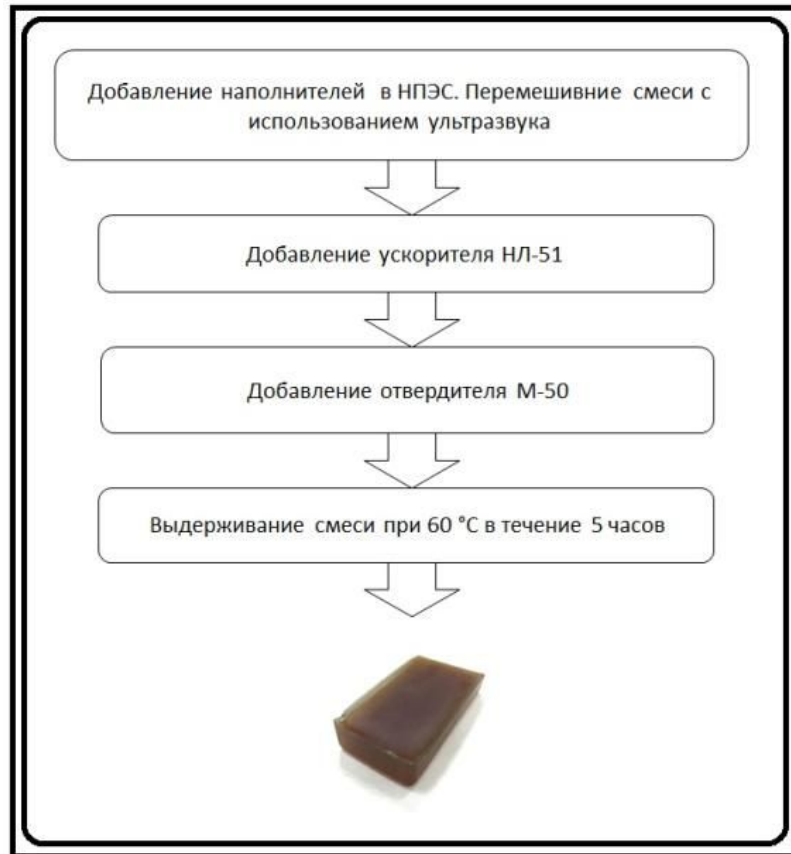 Добавление наполнителей в НПЭС. Перемешивние смеси с
использованием ультразвука
Добавление ускорителя НЛ-51
Добавление отвердителя М-50
Выдерживание смеси при 60 °С в течение 5 часов